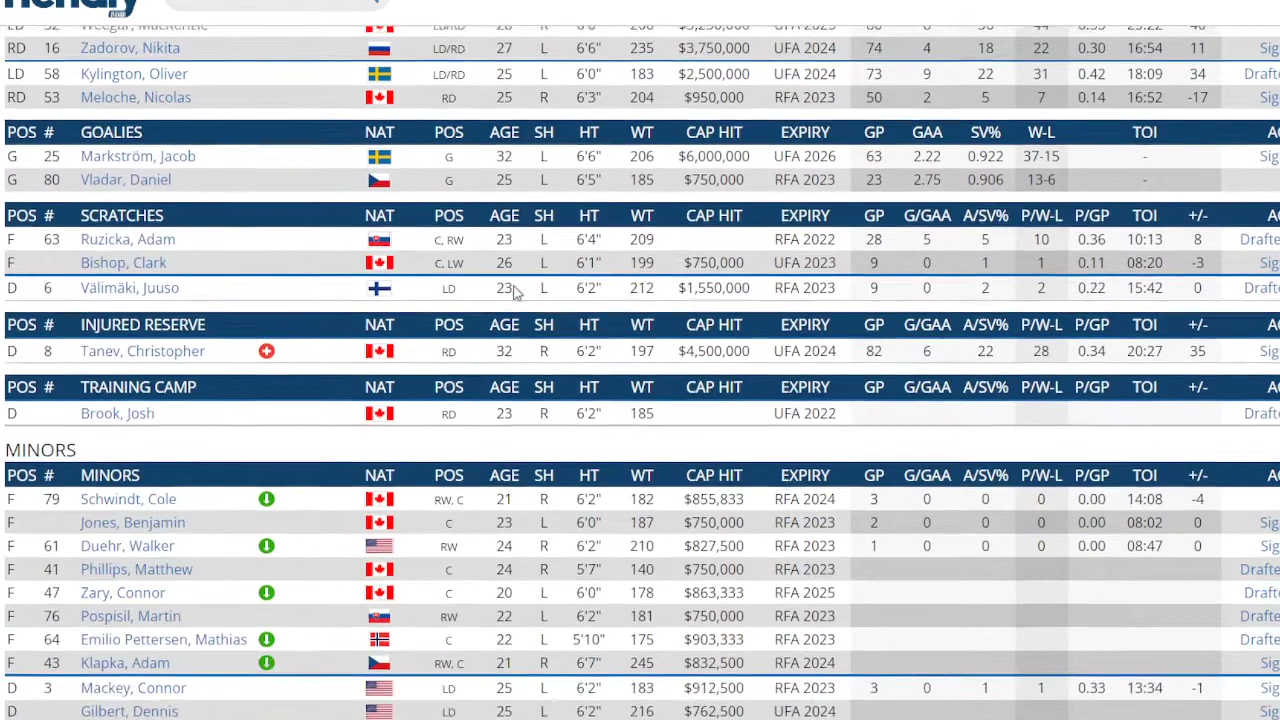 RD 16 Zadorov, Nikita LD/RD 27 L 6'6" 235 $3,750,000 UFA 2024 74 4 18 22 0.30 16:54 11 Sig
LD 58 Kylington, Oliver LD/RD 25 L 6'0" 183 $2,500,000 UFA 2024 73 9 22 31 0.42 18:09 34 Drafte
RD 53 Meloche, Nicolas RD 25 R 6'3" 204 $950,000 RFA 2023 50 2 5 7 0.14 16:52 -17 Sig
POS # GOALIES NAT POS AGE SH HT WT CAP HIT EXPIRY GP GAA SV% W-L TOI AC
G 25 Markström, Jacob G 32 L 6'6" 206 $6,000,000 UFA 2026 63 2.22 0.922 37-15 - Sig
G 80 Vladar, Daniel G 25 L 6'5" $750,000 RFA 2023 23 2.75 0.906 13-6 -
POS # SCRATCHES NAT POS AGE SH HT WT CAP HIT EXPIRY GP G/GAA A/SV% P/W-L P/GP TOI +/- AC
F 63 Ruzicka, Adam C, RW 23 L 6'4" 209 RFA 2022 28 5 5 10 0.36 10:13 8 Drafte
F Bishop, Clark C, LW 26 L 6'1" 199 $750,000 UFA 2023 9 0 1 1 0.11 08:20 -3 Sig
D 6 Välimäki, Juuso LD 23 L 6'2" 212 $1,550,000 RFA 2023 9 0 2 2 0.22 15:42 0 Drafte
POS # INJURED RESERVE NAT POS AGE SH HT WT CAP HIT EXPIRY GP G/GAA A/SV% P/W-L P/GP TOI +/- AC
D 8 Tanev, Christopher RD 32 R 6'2" 197 $4,500,000 UFA 2024 82 6 22 28 0.34 20:27 35 Sig
POS # TRAINING CAMP NAT POS AGE SH HT WT CAP HIT EXPIRY GP G/GAA A/SV% P/W-L P/GP TOI +/- AC
D Brook, Josh RD 23 R 6'2" 185 UFA 2022 Drafte
MINORS
POS # MINORS NAT POS AGE SH HT WT CAP HIT EXPIRY GP G/GAA A/SV% P/W-L P/GP TOI +/- AC
F 79 Schwindt, Cole RW, C 21 R 6'2" 182 $855,833 RFA 2024 3 0 0 0 0.00 14:08 -4
F Jones, Benjamin C 23 L 6'0" 187 $750,000 RFA 2023 2 0 0 0 0.00 08:02 0 Sig
F 61 Duehr, Walker RW 24 R 6'2" 210 $827,500 RFA 2023 1 0 0 0 0.00 08:47 0 Sig
F 41 Phillips, Matthew C 24 R 5'7" 140 $750,000 RFA 2023 Drafte
F 47 Zary, Connor C 20 L 6'0" 178 $863,333 RFA 2025 Drafte
F 76 Pospisil, Martin RW 22 L 6'2" $750,000 RFA 2023 Drafte
F 64 Emilio Pettersen, Mathias C 22 L 5'10" 175 $903,333 RFA 2023 Drafte
F 43 Klapka, Adam RW, C 21 R 6'7" $832,500 RFA 2024 Sig
D 3 Mackey, Connor LD 25 L 6'2" $912,500 RFA 2023 3 0 1 1 0.33 13:34 -1 Sig
D Gilbert, Dennis LD 25 L 6'2" $762,500 UFA 2024 Sig